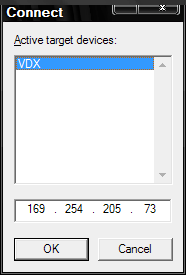 Connect
x
Active target devices:
VDX
169 . 254 . 205 . 73
OK
Cancel